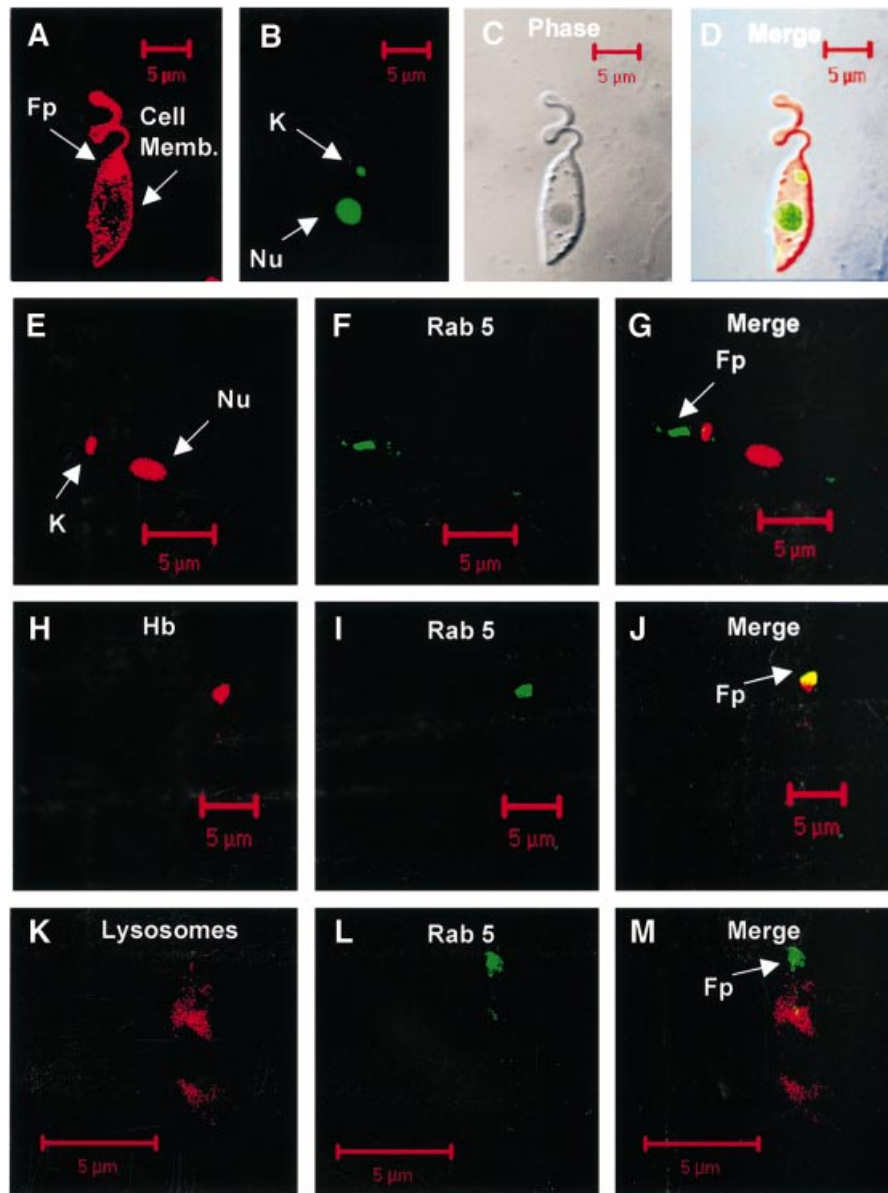 A
5 µm
Fp
Cell
Memb.
B
5 µm
K
Nu
C
Phase
5 µm
D
Merge
5 µm
E
Nu
K
5 µm
F
Rab 5
5 µm
G
Merge
Fp
5 µm
H
Hb
5 µm
I
Rab 5
5 µm
J
Merge
Fp
5 µm
K
Lysosomes
5 µm
L
Rab 5
5 µm
M
Merge
Fp
5 µm